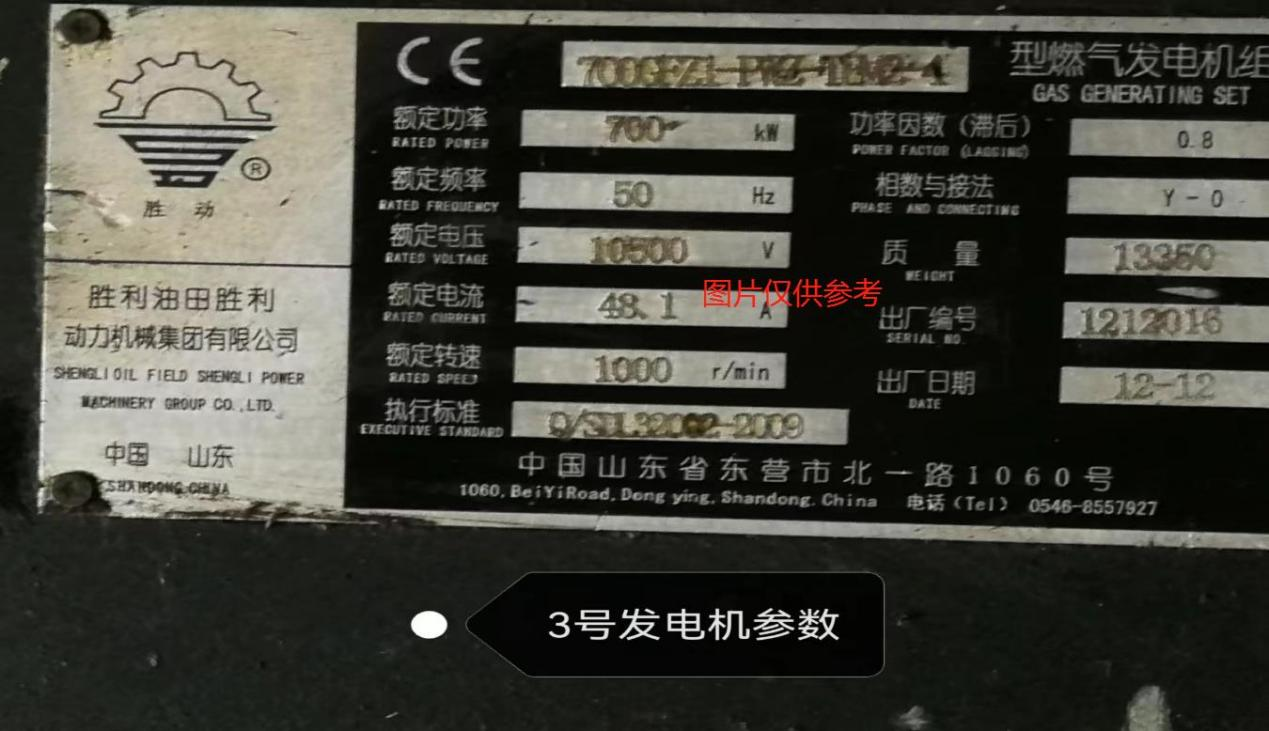 胜动
®
胜利油田胜利
动力机械集团有限公司
SHENGLI OIL FIELD SHENGLI POWER
MACHINERY GROUP CO.,LTD.
中国 山东
SHANDONG.CHINA
CE
型燃气发电机组
GAS GENERATING SET
额定功率 700 kW
RATED POWER
功率因数（滞后） 0.8
POWER FACTOR (LAGGING)
额定频率 50 Hz
RATED FREQUENCY
相数与接法 Y-0
PHASE AND CONNECTING
额定电压 10500 V
RATED VOLTAGE
质量 13350
WEIGHT
额定电流 48.1 A
RATED CURRENT
图片仅供参考
出厂编号 1212016
SERIAL NO.
额定转速 1000 r/min
RATED SPEED
出厂日期 12-12
DATE
执行标准 Q/SDL32002-2009
EXECUTIVE STANDARD
中国山东省东营市北一路1060号
1060,BeiYiRoad,Dong ying,Shandong,China 电话（Tel） 0546-8557927
3号发电机参数